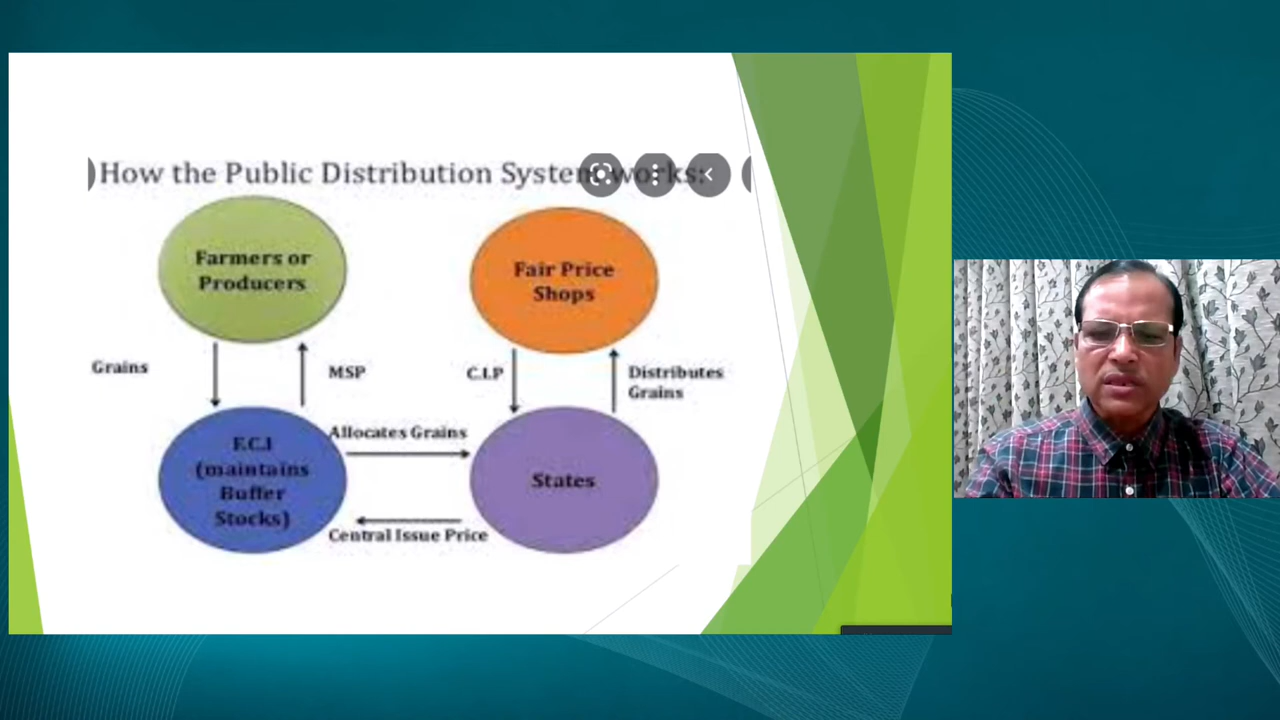 How the Public Distribution System works:
Farmers or
Producers
Fair Price
Shops
Grains
MSP
C.I.P
Distributes
Grains
Allocates Grains
F.C.I
(maintains
Buffer
Stocks)
States
Central Issue Price